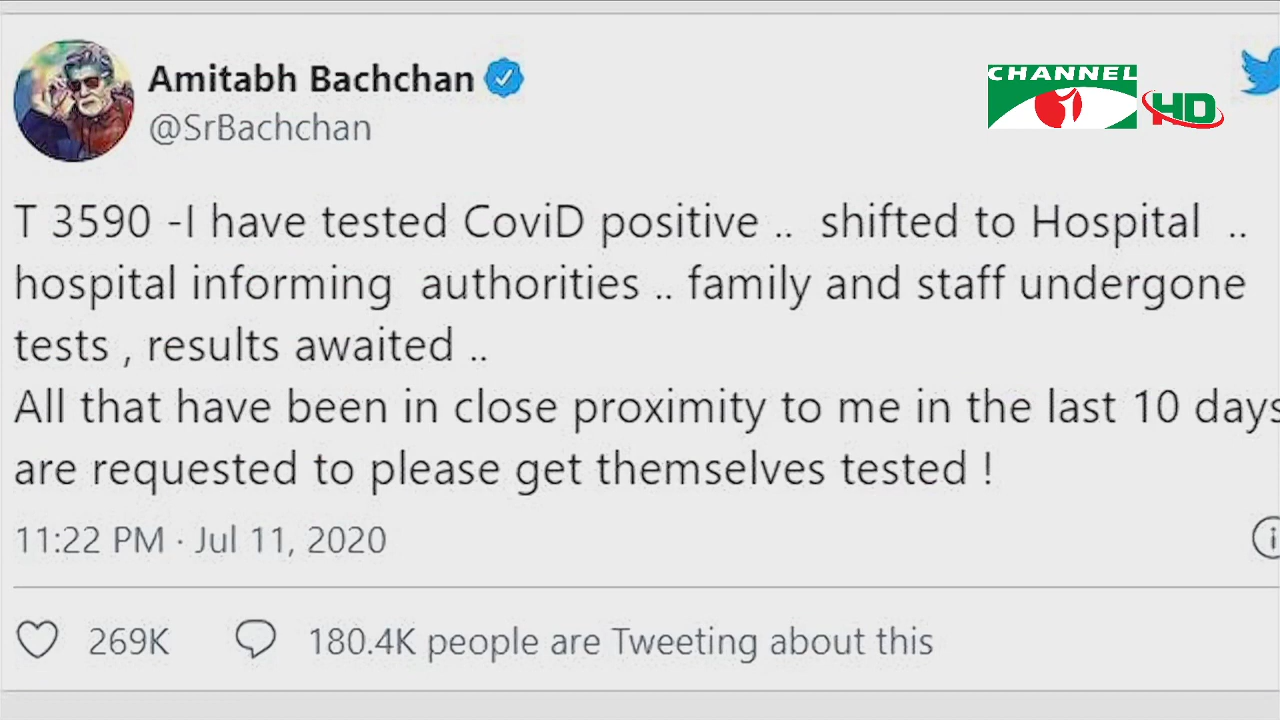 Amitabh Bachchan
@SrBachchan
CHANNEL
HD
T 3590 -I have tested CoviD positive .. shifted to Hospital ..
hospital informing authorities .. family and staff undergone
tests , results awaited ..
All that have been in close proximity to me in the last 10 days
are requested to please get themselves tested !
11:22 PM · Jul 11, 2020
269K
180.4K people are Tweeting about this